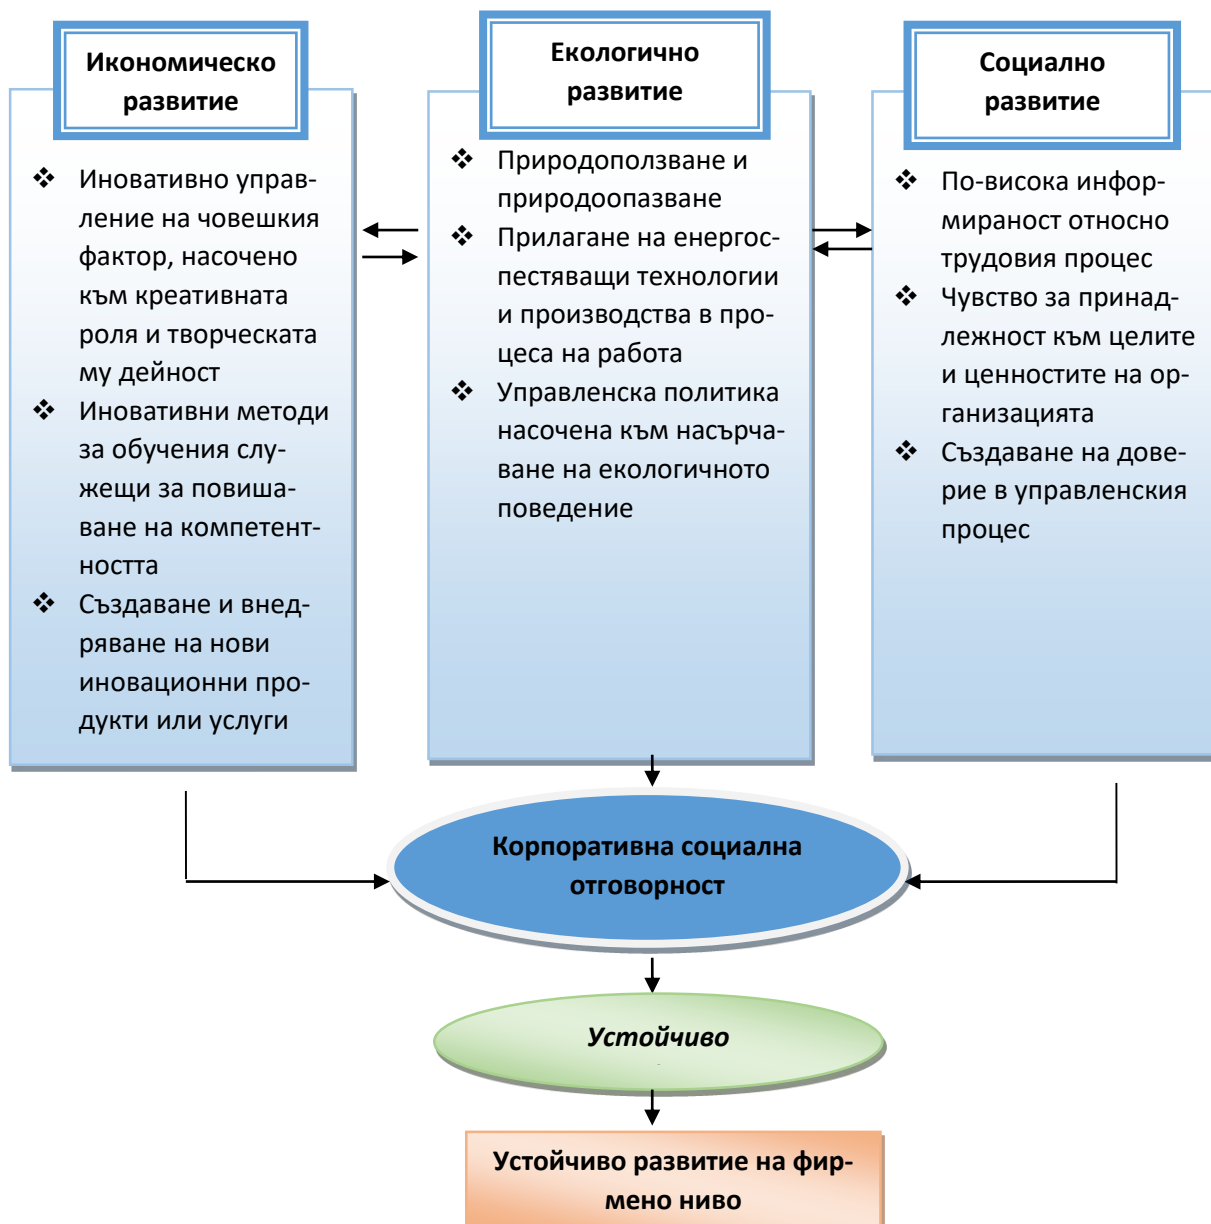 Икономическо
развитие
❖ Иновативно управ-
ление на човешкия
фактор, насочено
към креативната
роля и творческата
му дейност
❖ Иновативни методи
за обучения слу-
жещи за повиша-
ване на компетент-
ността
❖ Създаване и внед-
ряване на нови
иновационни про-
дукти или услуги
Екологично
развитие
❖ Природоползване и
природоопазване
❖ Прилагане на енергос-
пестяващи технологии
и производства в про-
цеса на работа
❖ Управленска политика
насочена към насърча-
ване на екологичното
поведение
Социално
развитие
❖ По-висока инфор-
мираност относно
трудовия процес
❖ Чувство за принад-
лежност към целите
и ценностите на ор-
ганизацията
❖ Създаване на дове-
рие в управленския
процес
Корпоративна социална
отговорност
Устойчиво
Устойчиво развитие на фир-
мено ниво